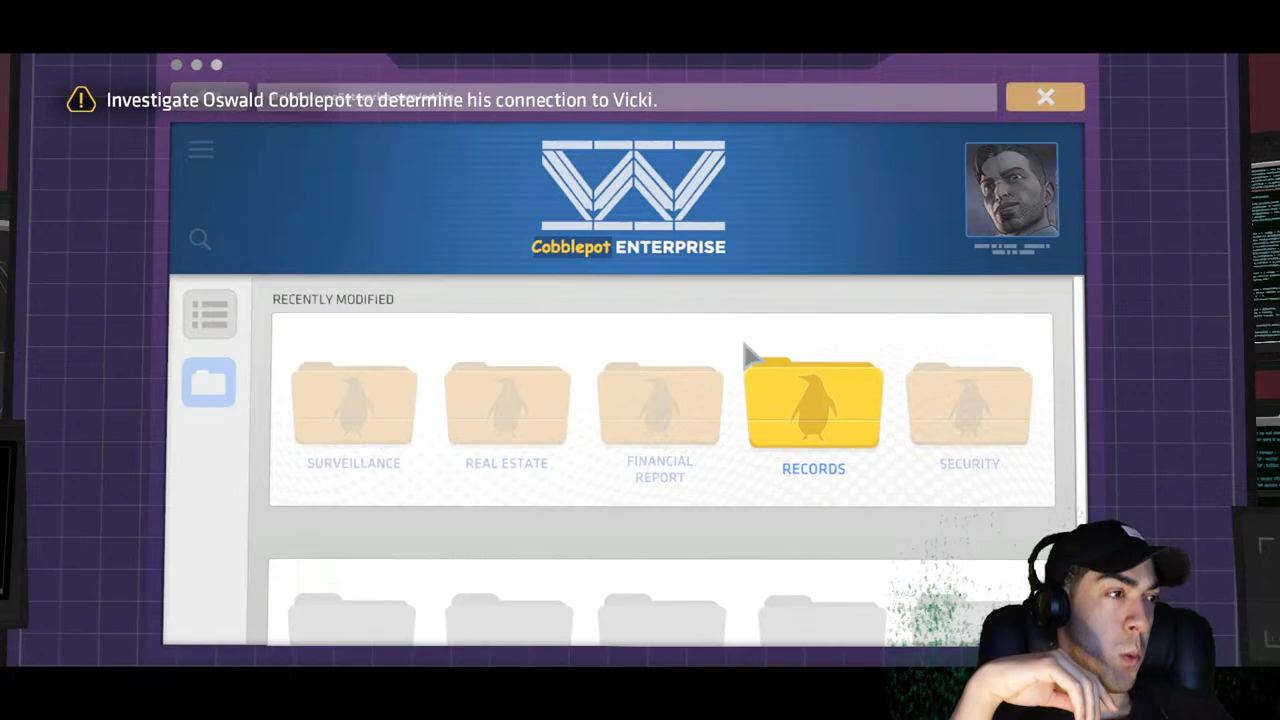 Investigate Oswald Cobblepot to determine his connection to Vicki.
Cobblepot ENTERPRISE
RECENTLY MODIFIED
SURVEILLANCE
REAL ESTATE
FINANCIAL
REPORT
RECORDS
SECURITY